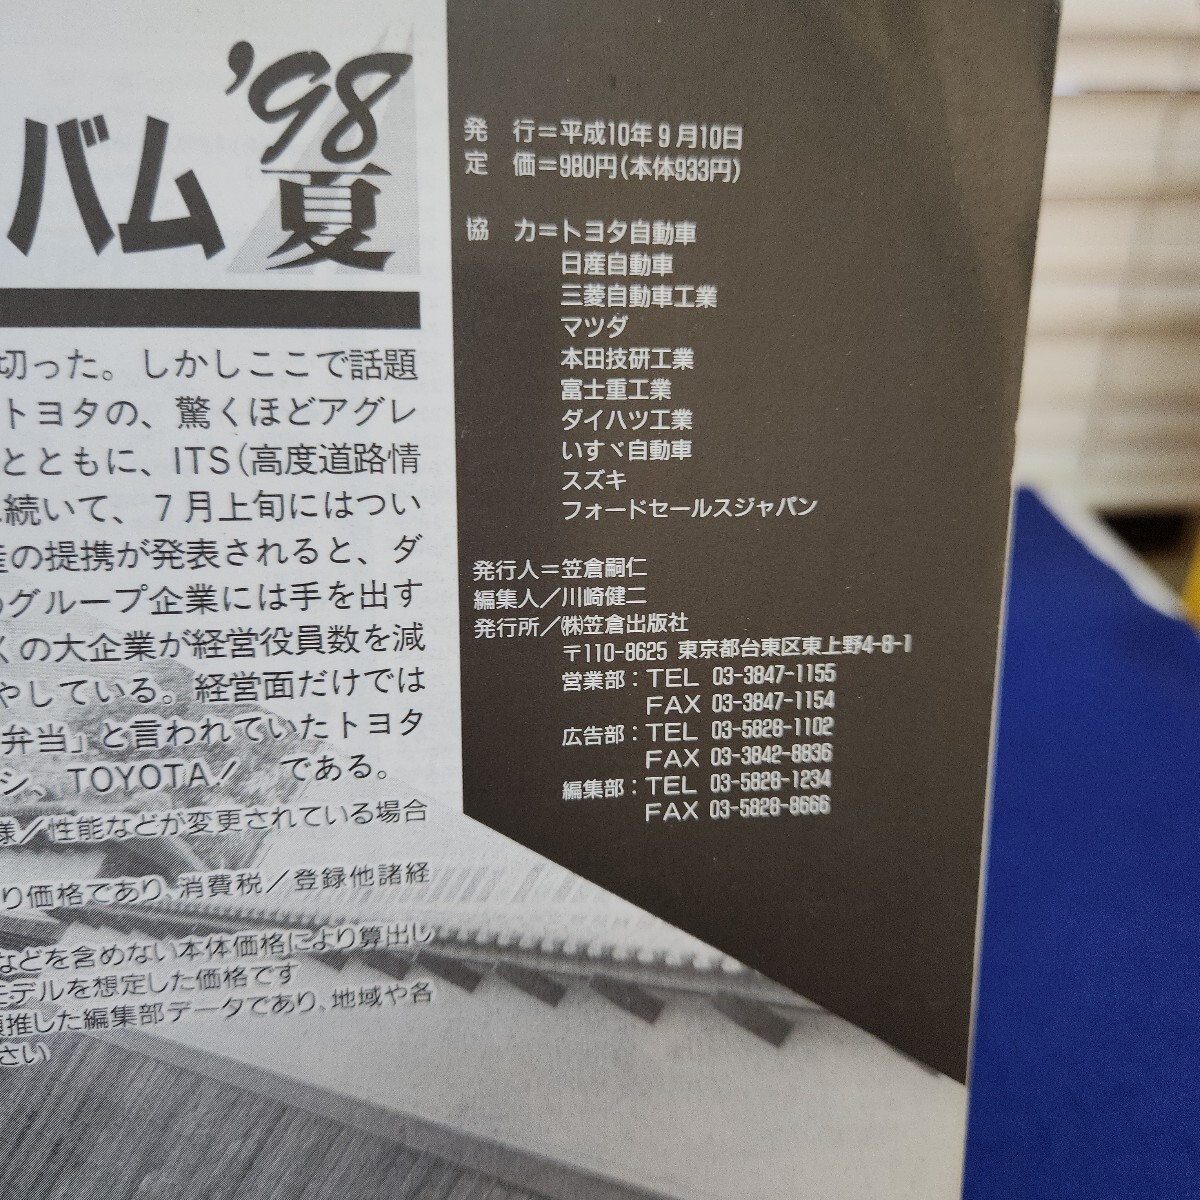 バム '98夏
切った。しかしここで話題
トヨタの、驚くほどアグレ
とともに、ITS(高度道路情
続いて、7月上旬にはつい
産の提携が発表されると、ダ
のグループ企業には手を出す
くの大企業が経営役員数を減
やしている。経営面だけでは
弁当」と言われていたトヨタ
シ、TOYOTA!」である。
様/性能などが変更されている場合
り価格であり、消費税/登録他諸経
などを含めない本体価格により算出し
モデルを想定した価格です
推した編集部データであり、地域や各
さい
発 行=平成10年9月10日
定 価=980円(本体933円)
協 力=トヨタ自動車
日産自動車
三菱自動車工業
マツダ
本田技研工業
富士重工業
ダイハツ工業
いすゞ自動車
スズキ
フォードセールスジャパン
発行人=笠倉嗣仁
編集人/川崎健二
発行所/㈱笠倉出版社
〒110-8625 東京都台東区東上野4-8-1
営業部:TEL 03-3847-1155
FAX 03-3847-1154
広告部:TEL 03-5828-1102
FAX 03-3842-8836
編集部:TEL 03-5828-1234
FAX 03-5828-8666